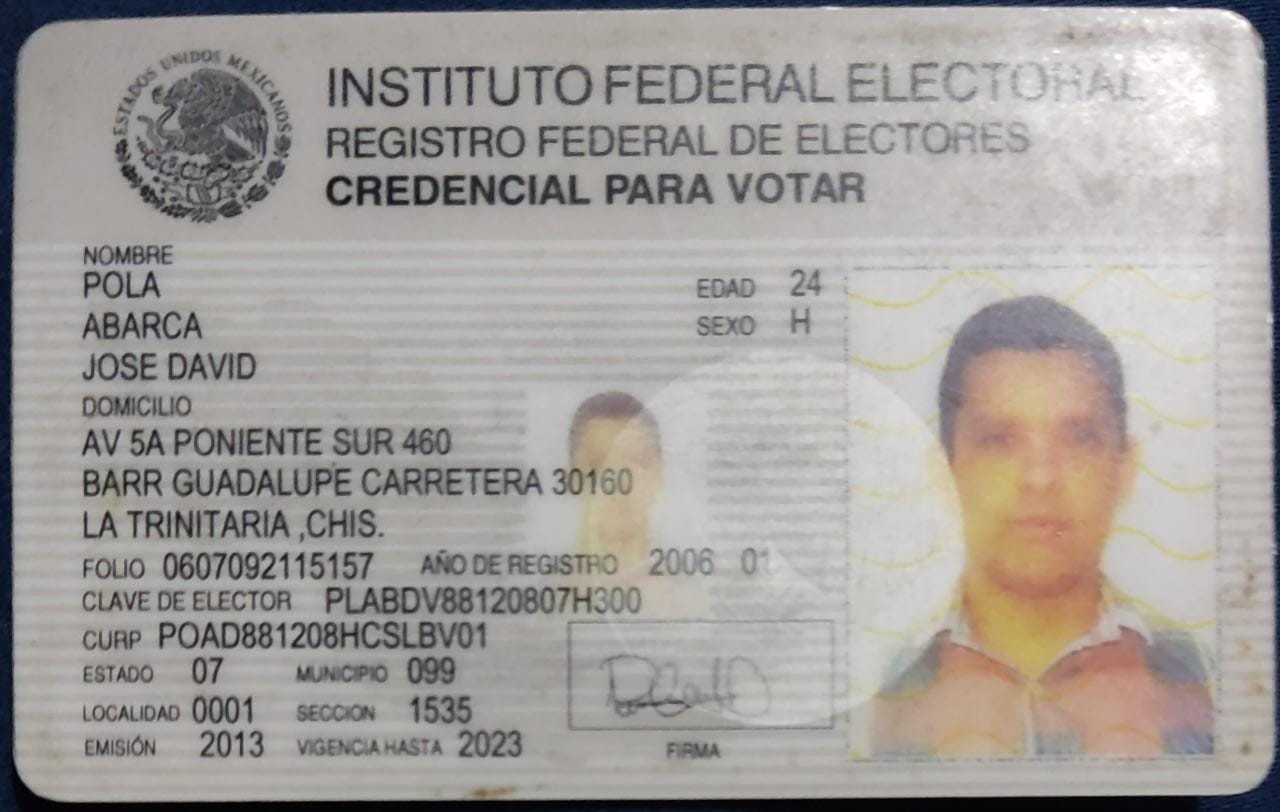 ESTADOS UNIDOS MEXICANOS
INSTITUTO FEDERAL ELECTORAL
REGISTRO FEDERAL DE ELECTORES
CREDENCIAL PARA VOTAR
NOMBRE
POLA
EDAD 24
ABARCA
SEXO H
JOSE DAVID
DOMICILIO
AV 5A PONIENTE SUR 460
BARR GUADALUPE CARRETERA 30160
LA TRINITARIA ,CHIS.
FOLIO 0607092115157 AÑO DE REGISTRO 2006 01
CLAVE DE ELECTOR PLABDV88120807H300
CURP POAD881208HCSLBV01
ESTADO 07 MUNICIPIO 099
LOCALIDAD 0001 SECCION 1535
EMISIÓN 2013 VIGENCIA HASTA 2023
FIRMA